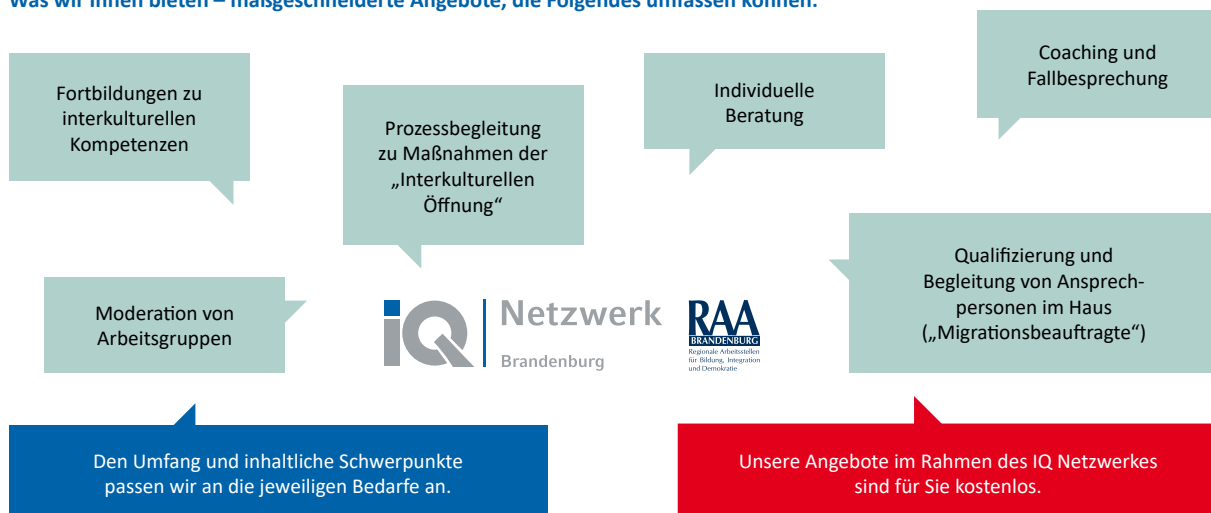 Was wir Ihnen bieten – maßgeschneiderte Angebote, die Folgendes umfassen können:
Fortbildungen zu
interkulturellen
Kompetenzen
Prozessbegleitung
zu Maßnahmen der
„Interkulturellen
Öffnung“
Individuelle
Beratung
Coaching und
Fallbesprechung
Moderation von
Arbeitsgruppen
iQ Netzwerk
Brandenburg
RAA
BRANDENBURG
Regionale Arbeitsstellen
für Bildung, Integration
und Demokratie
Qualifizierung und
Begleitung von Ansprech-
personen im Haus
(„Migrationsbeauftragte“)
Den Umfang und inhaltliche Schwerpunkte
passen wir an die jeweiligen Bedarfe an.
Unsere Angebote im Rahmen des IQ Netzwerkes
sind für Sie kostenlos.